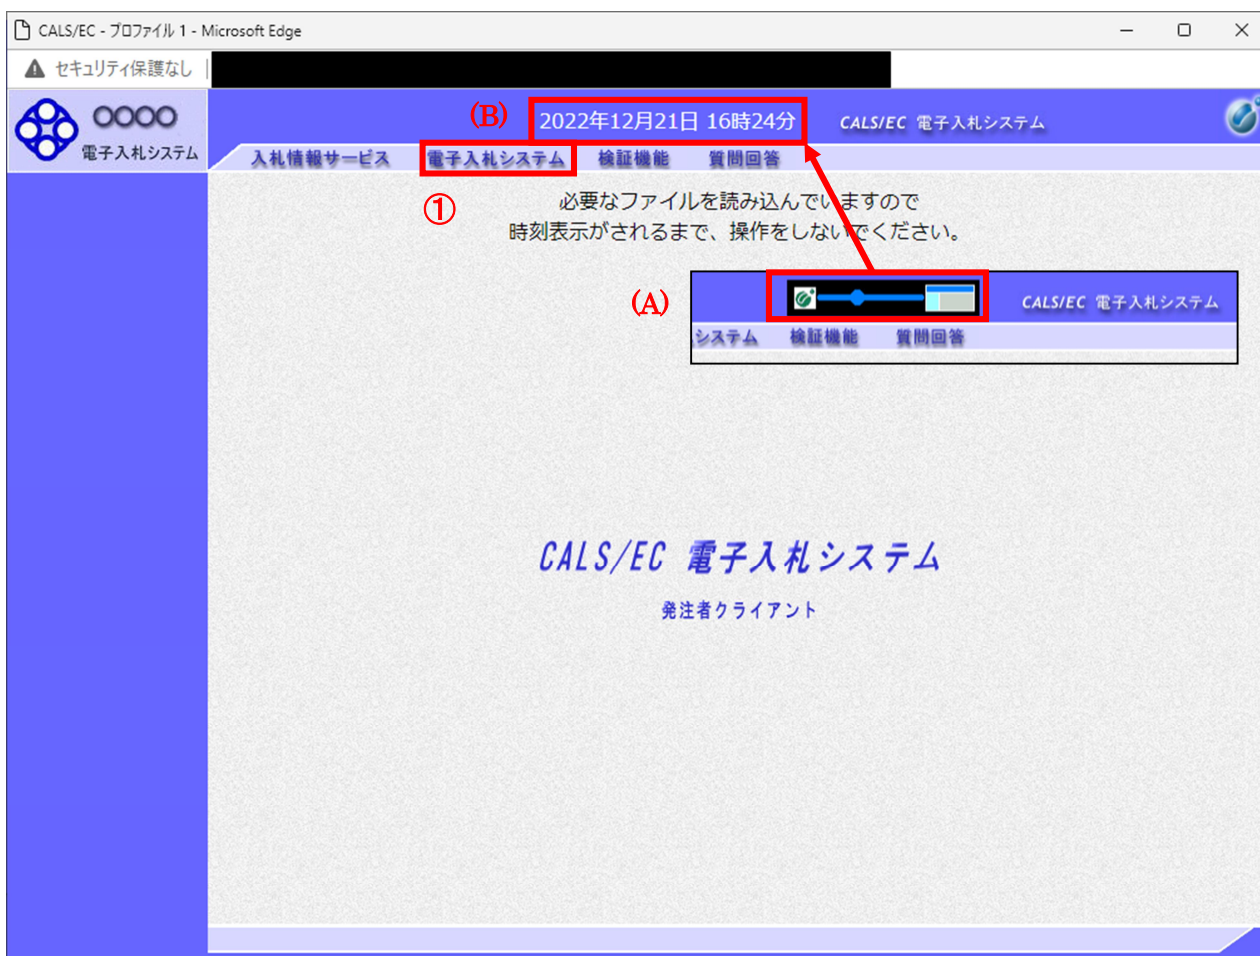 CALS/EC - プロファイル 1 - Microsoft Edge
セキュリティ保護なし
OOOO
電子入札システム
(B)
2022年12月21日 16時24分
CALS/EC 電子入札システム
入札情報サービス 電子入札システム 検証機能 質問回答
①
必要なファイルを読み込んでいますので
時刻表示がされるまで、操作をしないでください。
(A)
CALS/EC 電子入札システム
システム 検証機能 質問回答
CALS/EC 電子入札システム
発注者クライアント